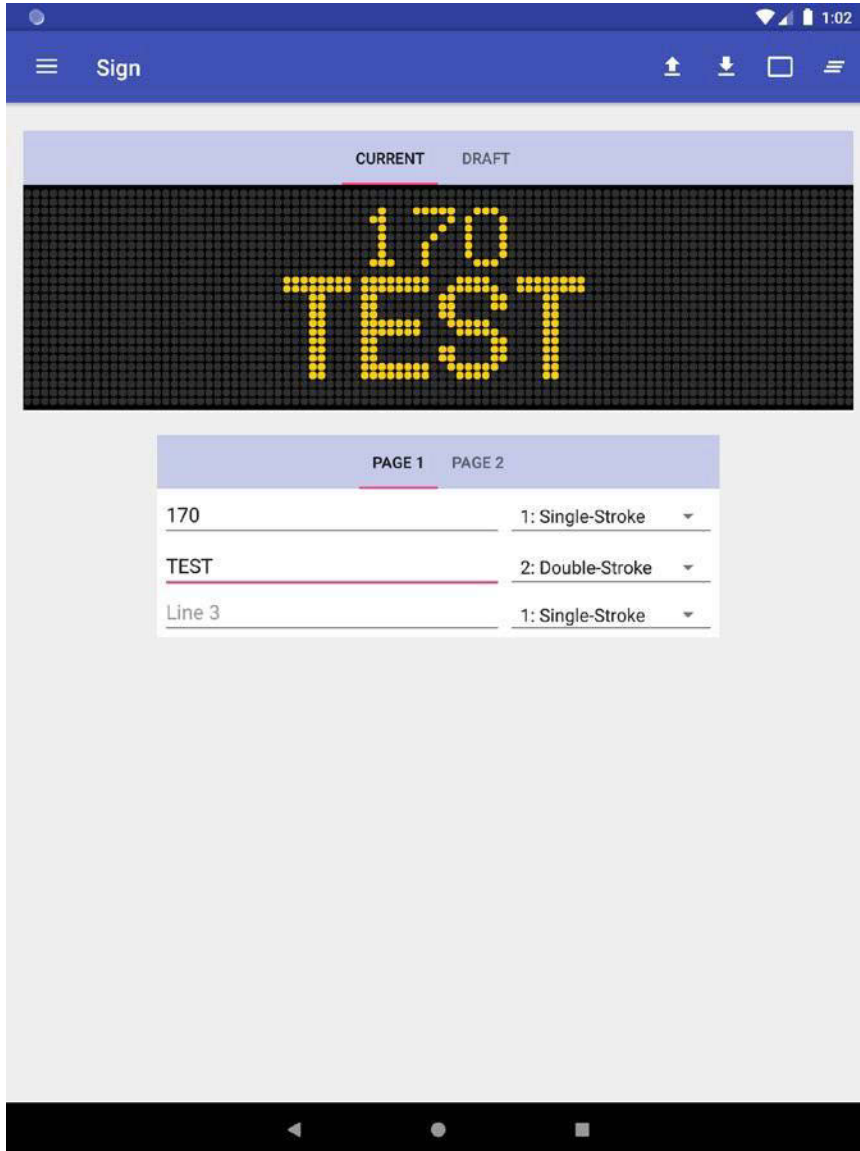 1:02
Sign
CURRENT DRAFT
170
TEST
PAGE 1 PAGE 2
170 1: Single-Stroke
TEST 2: Double-Stroke
Line 3 1: Single-Stroke